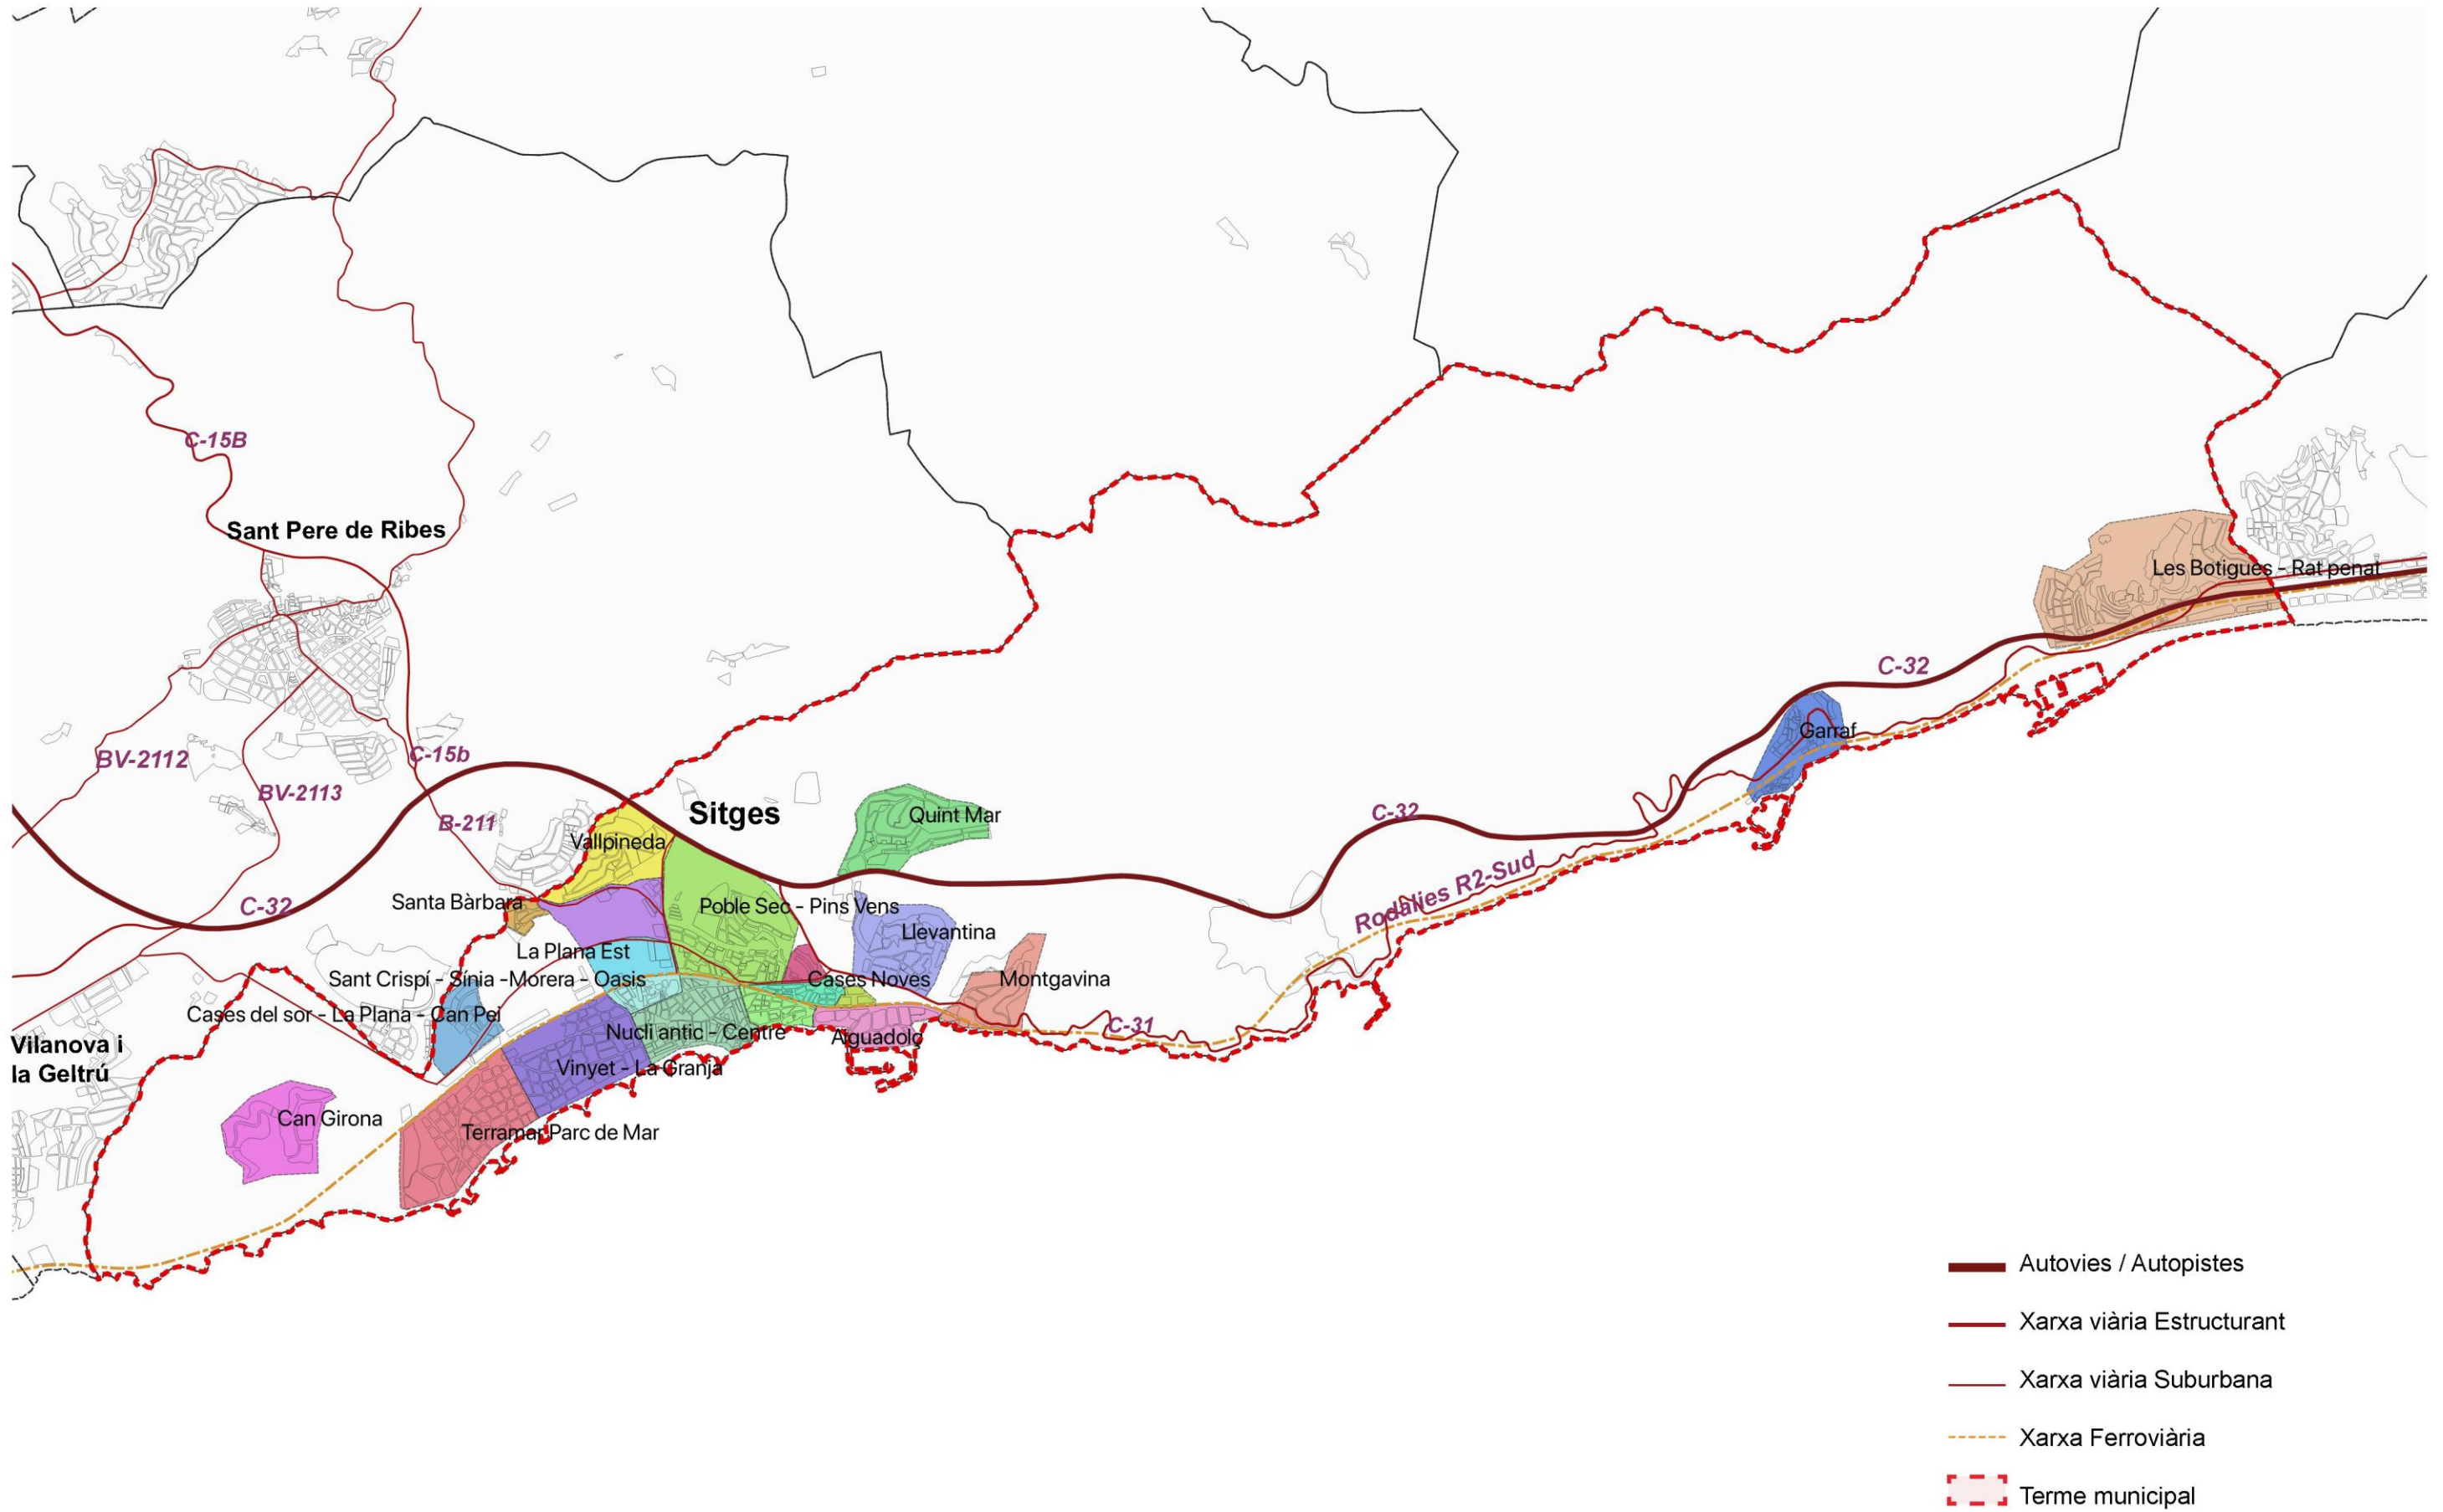 C-15B
Sant Pere de Ribes
Les Botigues - Rat penat
C-32
Garraf
BV-2112
C-15b
BV-2113
B-211
Sitges
Quint Mar
C-32
Vallpineda
Rodalies R2-Sud
Santa Bàrbara
C-32
Poble Sec - Pins Vens
Llevantina
La Plana Est
Sant Crispí - Sínia -Morera - Oasis
Cases Noves
Montgavina
Cases del sor - La Plana - Can Pei
C-31
Nucli antic - Centre
Aiguadolç
Vilanova i
la Geltrú
Vinyet - La Granja
Can Girona
Terramar Parc de Mar
Autovies / Autopistes
Xarxa viària Estructurant
Xarxa viària Suburbana
Xarxa Ferroviària
Terme municipal